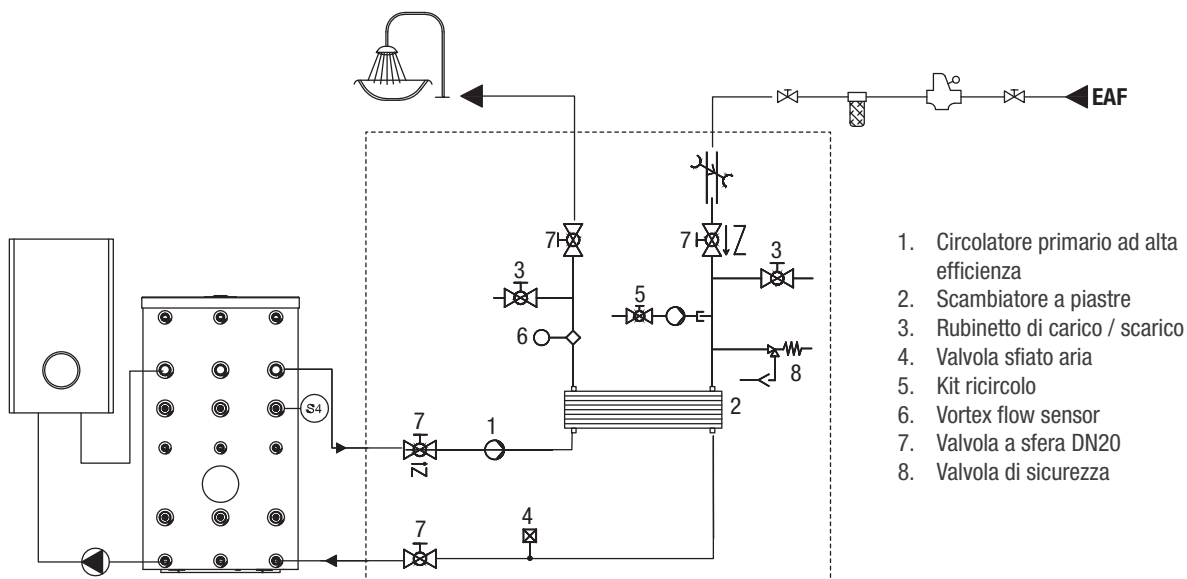 EAF
7
7
3
3
5
6
8
2
S4
7
1
7
4
1. Circolatore primario ad alta
efficienza
2. Scambiatore a piastre
3. Rubinetto di carico / scarico
4. Valvola sfiato aria
5. Kit ricircolo
6. Vortex flow sensor
7. Valvola a sfera DN20
8. Valvola di sicurezza